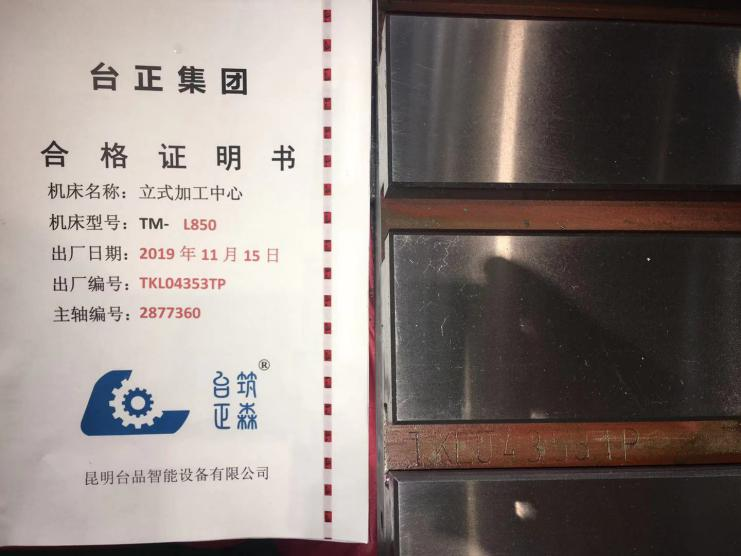 台正集团
合格证明书
机床名称：立式加工中心
机床型号：TM- L850
出厂日期：2019 年 11 月 15 日
出厂编号：TKL04353TP
主轴编号：2877360
台筑 ®
正森
昆明台品智能设备有限公司